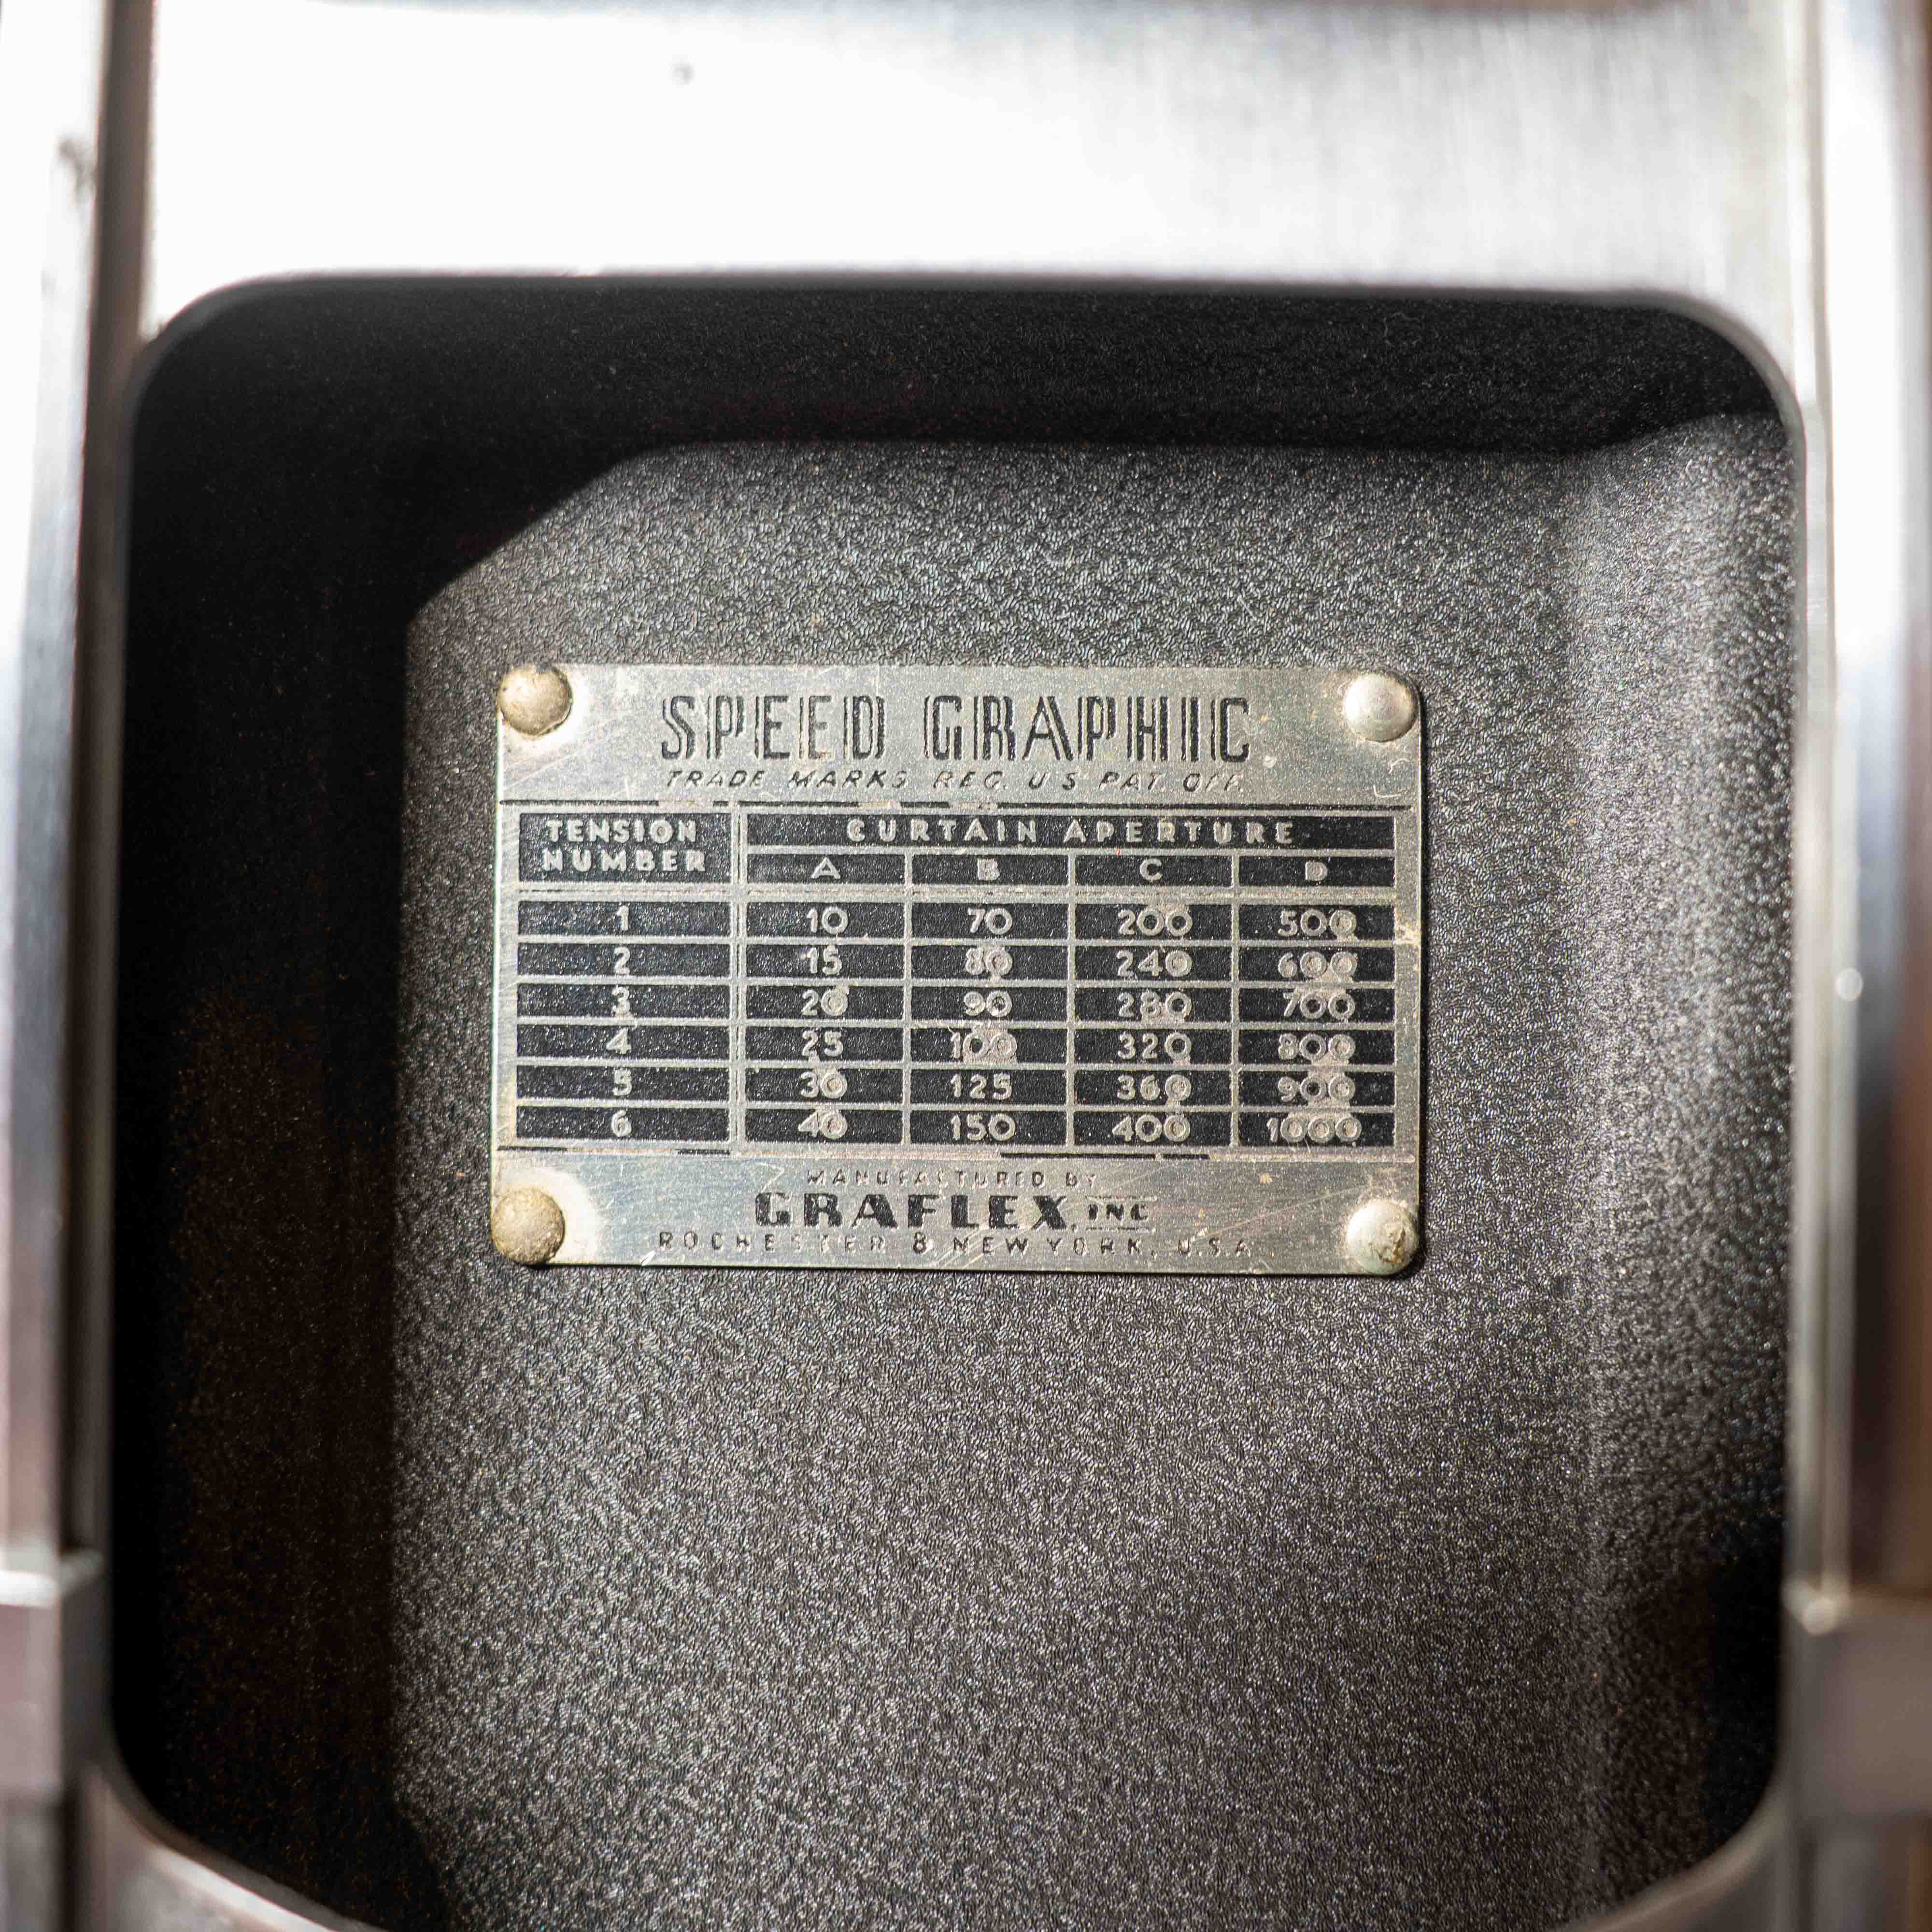 SPEED GRAPHIC
TRADE MARKS REG. U S PAT. OFF.
TENSION NUMBER CURTAIN APERTURE
A B C D
1 10 70 200 500
2 15 80 240 600
3 20 90 280 700
4 25 100 320 800
5 30 125 360 900
6 40 150 400 1000
MANUFACTURED BY
GRAFLEX, INC
ROCHESTER 8 NEW YORK, U.S.A.